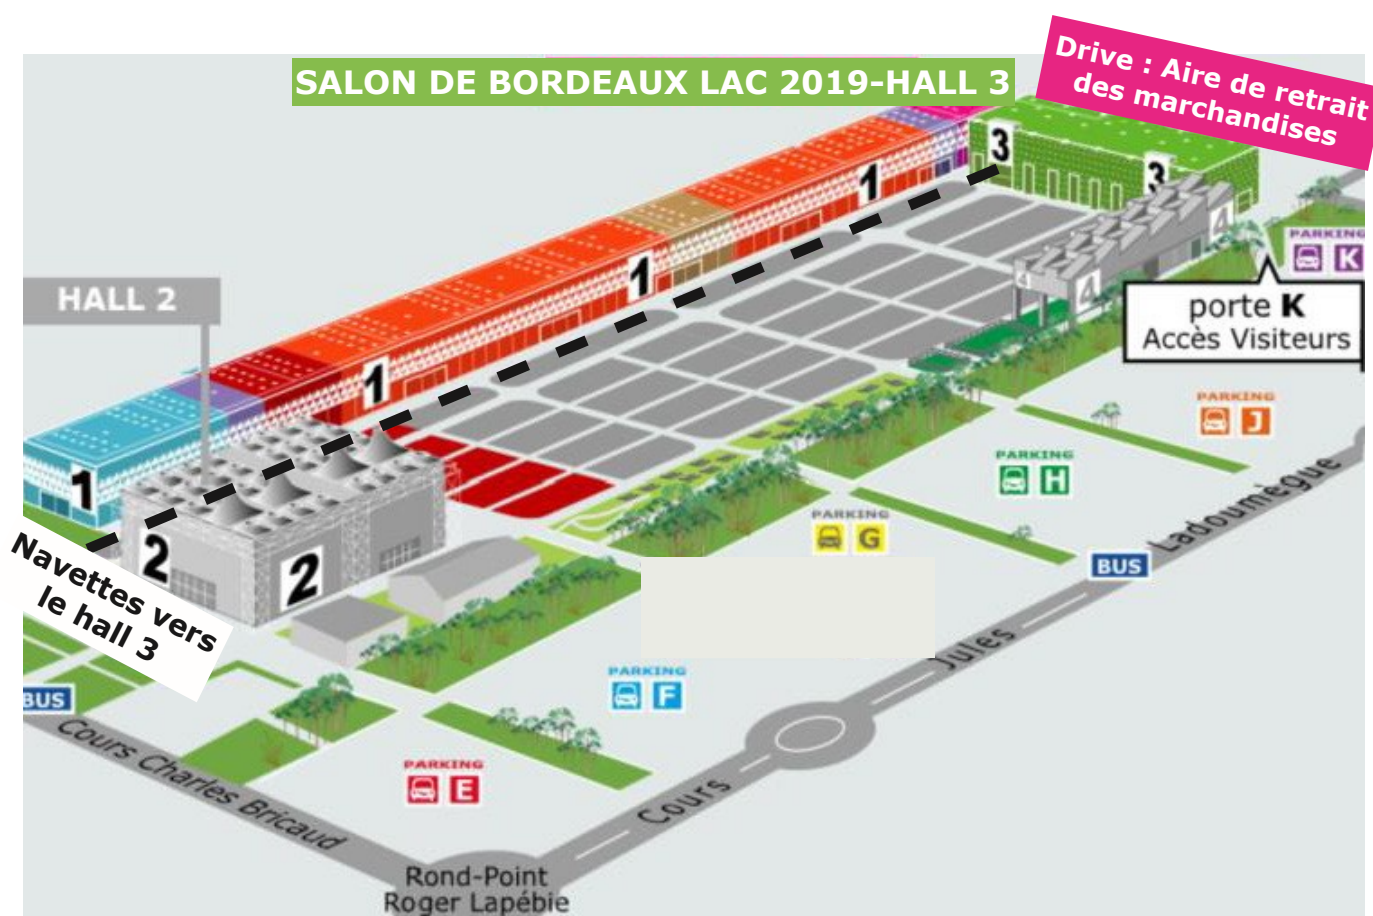 SALON DE BORDEAUX LAC 2019-HALL 3
Drive : Aire de retrait
des marchandises
3
3
1
4
PARKING
K
4
4
1
HALL 2
porte K
Accès Visiteurs
1
PARKING
J
1
PARKING
H
Ladoumègue
PARKING
G
2
2
BUS
Navettes vers
le hall 3
Jules
PARKING
F
BUS
Cours Charles Bricaud
PARKING
E
Cours
Rond-Point
Roger Lapébie